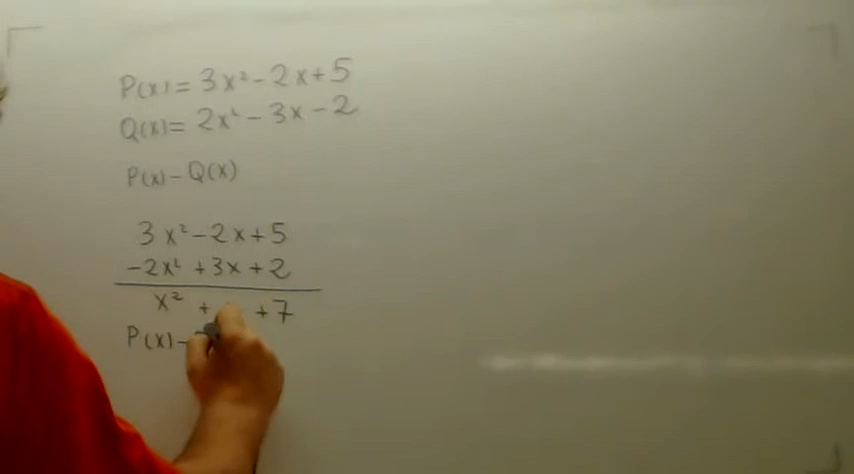 P(x) = 3x² - 2x + 5
Q(x) = 2x² - 3x - 2
P(x) - Q(x)
3x² - 2x + 5
-2x² + 3x + 2
x² + + 7
P(x) -